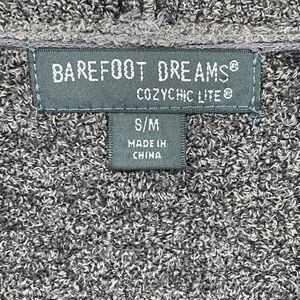 BAREFOOT DREAMS®
COZYCHIC LITE®
S/M
MADE IN
CHINA